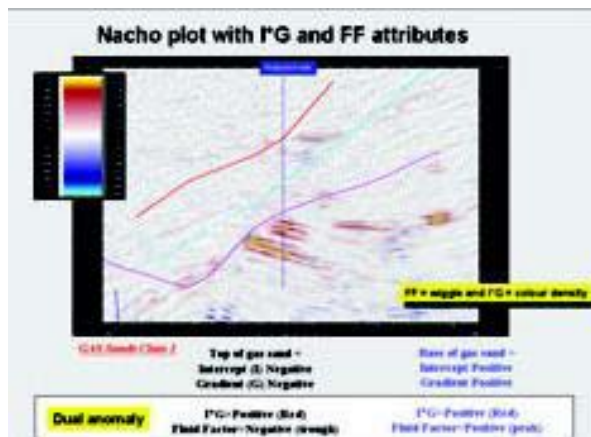 Nacho plot with I*G and FF attributes
FF = wiggle and I*G = colour density
GAS Sands Class 3
Top of gas sand =
Intercept (I) Negative
Gradient (G) Negative
Base of gas sand =
Intercept Positive
Gradient Positive
Dual anomaly
I*G=Positive (Red)
Fluid Factor=Negative (trough)
I*G=Positive (Red)
Fluid Factor=Positive (peak)